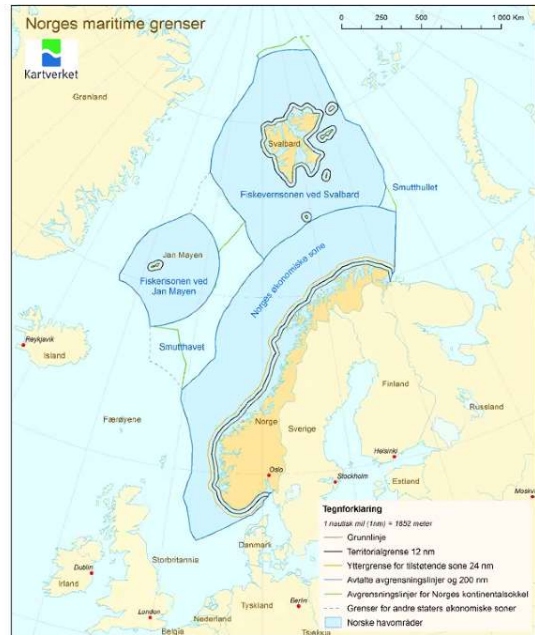 Norges maritime grenser
Kartverket
0 250 500 1 000 Km
Grønland
Svalbard
Fiskevernsonen ved Svalbard
Smutthullet
Jan Mayen
Fiskerisonen ved
Jan Mayen
Norges økonomiske sone
Smutthavet
Reykjavik
Island
Færøyene
Finland
Russland
Norge
Sverige
Helsinki
Oslo
Stockholm
Estland
Moskva
Danmark
Storbritannia
Dublin
Irland
London
Nederland
Belgia
Tyskland
Berlin
Tegnforklaring
1 nautisk mil (1nm) = 1852 meter
Grunnlinje
Territorialgrense 12 nm
Yttergrense for tilstøtende sone 24 nm
Avtalte avgrensningslinjer og 200 nm
Avgrensningslinjer for Norges kontinentalsokkel
Grenser for andre staters økonomiske soner
Norske havområder